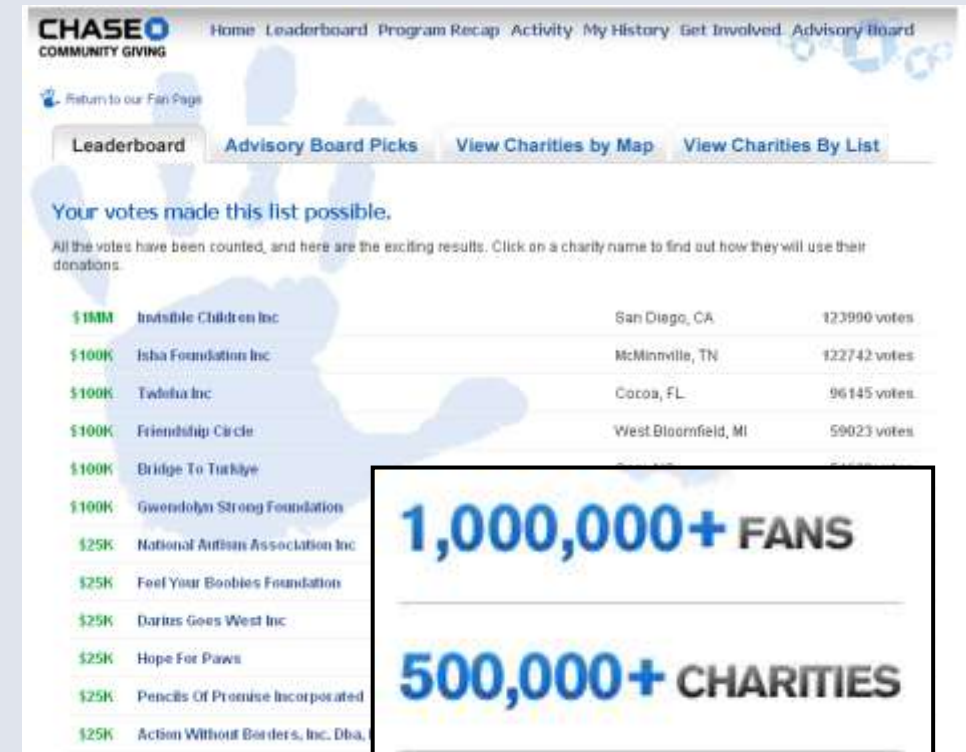 CHASE
COMMUNITY GIVING
Home Leaderboard Program Recap Activity My History Get Involved Advisory Board
Return to our Fan Page
Leaderboard Advisory Board Picks View Charities by Map View Charities By List
Your votes made this list possible.
All the votes have been counted, and here are the exciting results. Click on a charity name to find out how they will use their
donations.
$1MM Invisible Children Inc San Diego, CA 123990 votes
$100K Isha Foundation Inc McMinnville, TN 122742 votes
$100K Twloha Inc Cocoa, FL 96145 votes
$100K Friendship Circle West Bloomfield, MI 59023 votes
$100K Bridge To Turkiye
$100K Gwendolyn Strong Foundation
$25K National Autism Association Inc
$25K Feel Your Boobies Foundation
$25K Darius Goes West Inc
$25K Hope For Paws
$25K Pencils Of Promise Incorporated
$25K Action Without Borders, Inc. Dba,
1,000,000+ FANS
500,000+ CHARITIES